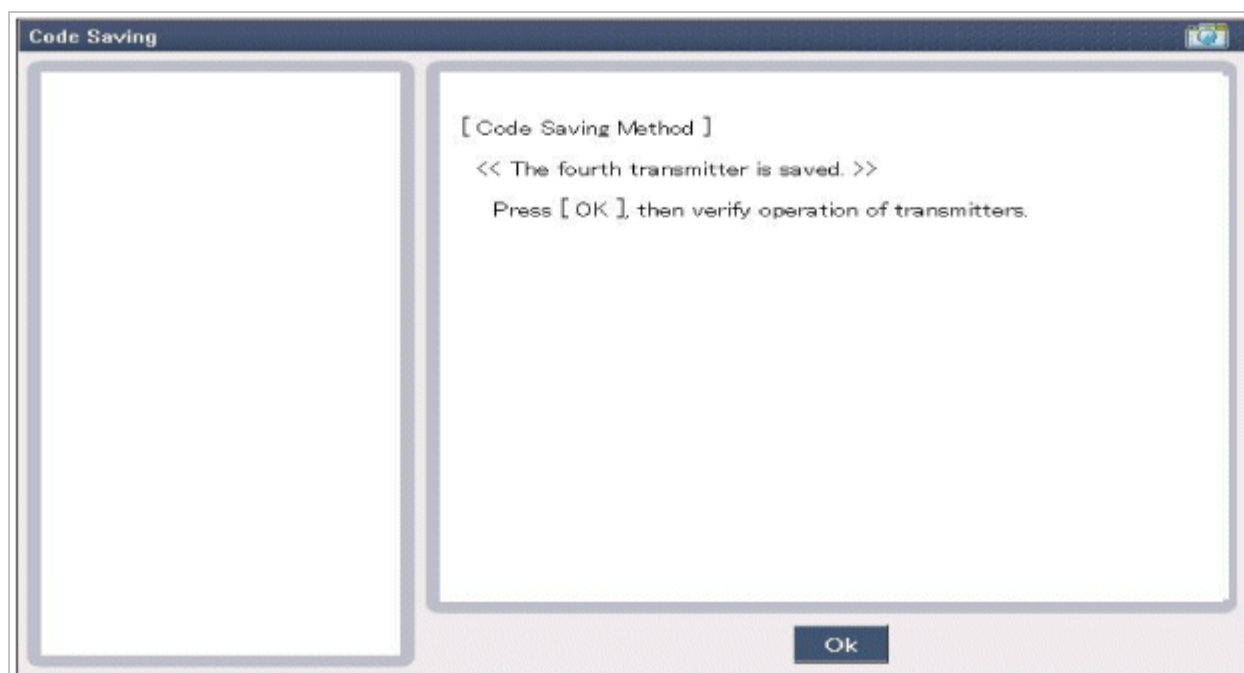 Code Saving
[ Code Saving Method ]
<< The fourth transmitter is saved. >>
Press [ OK ], then verify operation of transmitters.
Ok